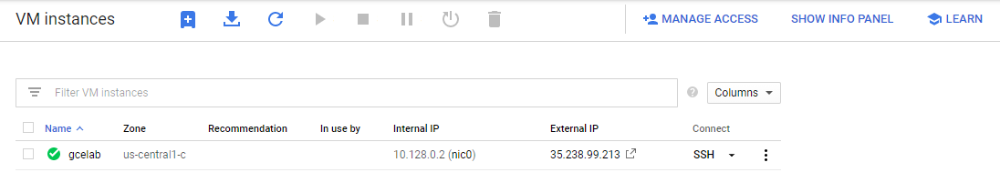 VM instances MANAGE ACCESS SHOW INFO PANEL LEARN
Filter VM instances ? Columns
Name Zone Recommendation In use by Internal IP External IP Connect
gcelab us-central1-c 10.128.0.2 (nic0) 35.238.99.213 SSH